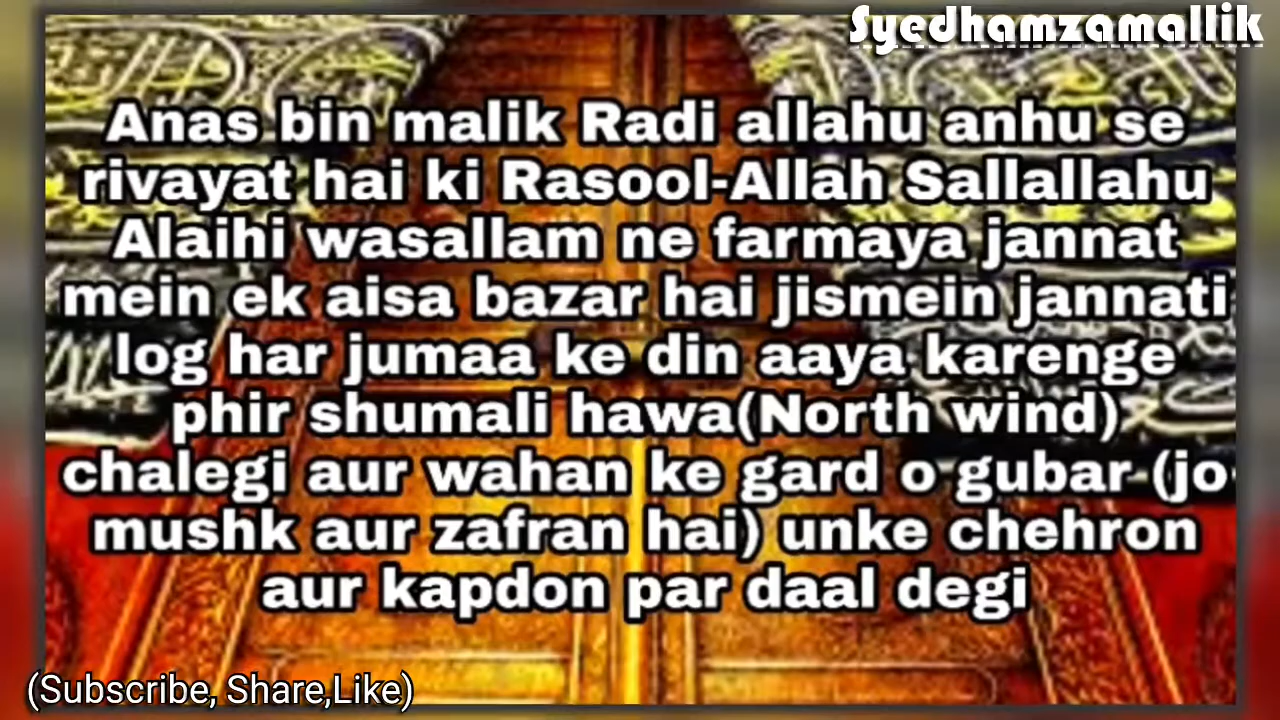 Syedhamzamallik
Anas bin malik Radi allahu anhu se
rivayat hai ki Rasool-Allah Sallallahu
Alaihi wasallam ne farmaya jannat
mein ek aisa bazar hai jismein jannati
log har jumaa ke din aaya karenge
phir shumali hawa(North wind)
chalegi aur wahan ke gard o gubar (jo
mushk aur zafran hai) unke chehron
aur kapdon par daal degi
(Subscribe, Share,Like)